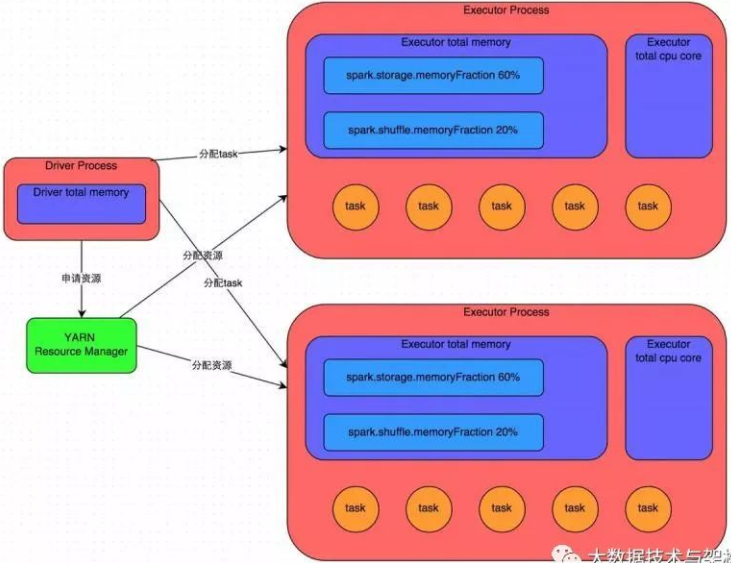 Executor Process
Executor total memory
Executor
total cpu core
spark.storage.memoryFraction 60%
spark.shuffle.memoryFraction 20%
分配task
Driver Process
Driver total memory
task
task
task
task
task
分配资源
申请资源
分配task
Executor Process
YARN
Resource Manager
Executor total memory
Executor
total cpu core
分配资源
spark.storage.memoryFraction 60%
spark.shuffle.memoryFraction 20%
task
task
task
task
task
大数据技术与架构